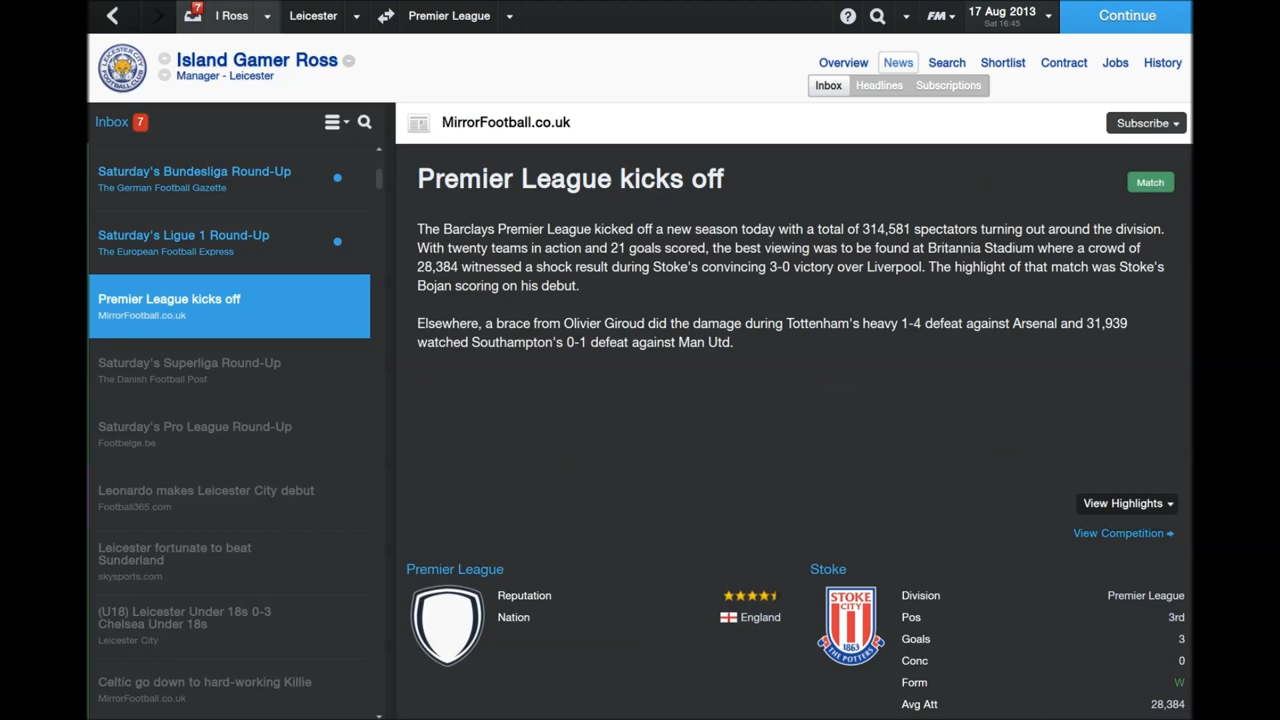 7
I Ross
Leicester
Premier League
FM
17 Aug 2013
Sat 16:45
Continue
Island Gamer Ross
Manager - Leicester
Overview
News
Search
Shortlist
Contract
Jobs
History
Inbox
Headlines
Subscriptions
Inbox 7
MirrorFootball.co.uk
Subscribe
Saturday's Bundesliga Round-Up
The German Football Gazette
Saturday's Ligue 1 Round-Up
The European Football Express
Premier League kicks off
MirrorFootball.co.uk
Saturday's Superliga Round-Up
The Danish Football Post
Saturday's Pro League Round-Up
Footbelge.be
Leonardo makes Leicester City debut
Football365.com
Leicester fortunate to beat
Sunderland
skysports.com
(U18) Leicester Under 18s 0-3
Chelsea Under 18s
Leicester City
Celtic go down to hard-working Killie
MirrorFootball.co.uk
Premier League kicks off
Match
The Barclays Premier League kicked off a new season today with a total of 314,581 spectators turning out around the division.
With twenty teams in action and 21 goals scored, the best viewing was to be found at Britannia Stadium where a crowd of
28,384 witnessed a shock result during Stoke's convincing 3-0 victory over Liverpool. The highlight of that match was Stoke's
Bojan scoring on his debut.
Elsewhere, a brace from Olivier Giroud did the damage during Tottenham's heavy 1-4 defeat against Arsenal and 31,939
watched Southampton's 0-1 defeat against Man Utd.
View Highlights
View Competition
Premier League
Reputation
Nation
England
Stoke
STOKE
CITY
1863
THE POTTERS
Division Premier League
Pos 3rd
Goals 3
Conc 0
Form W
Avg Att 28,384